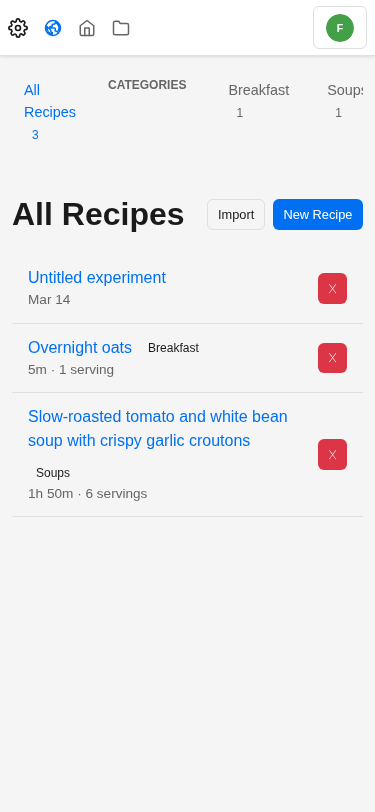 F
All
Recipes
3
CATEGORIES
Breakfast
1
Soups
1
All Recipes
Import
New Recipe
Untitled experiment
Mar 14
X
Overnight oats
Breakfast
5m · 1 serving
X
Slow-roasted tomato and white bean
soup with crispy garlic croutons
Soups
1h 50m · 6 servings
X